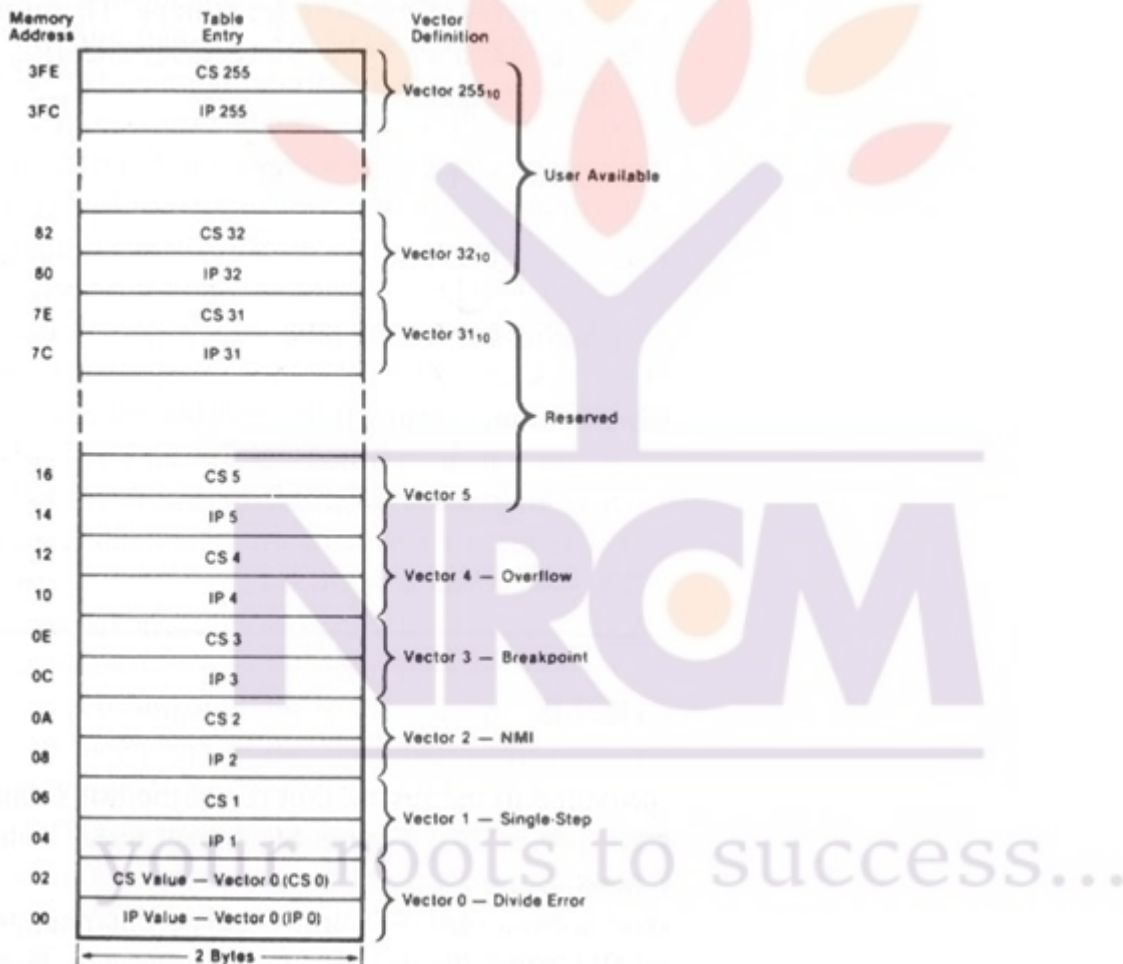 Memory Address Table Entry Vector Definition
3FE CS 255
Vector 255₁₀
3FC IP 255
User Available
82 CS 32
Vector 32₁₀
80 IP 32
7E CS 31
Vector 31₁₀
7C IP 31
Reserved
16 CS 5
Vector 5
14 IP 5
12 CS 4
Vector 4 — Overflow
10 IP 4
0E CS 3
Vector 3 — Breakpoint
0C IP 3
0A CS 2
Vector 2 — NMI
08 IP 2
06 CS 1
Vector 1 — Single-Step
04 IP 1
02 CS Value — Vector 0 (CS 0)
Vector 0 — Divide Error
00 IP Value — Vector 0 (IP 0)
2 Bytes
NRCM
your roots to success...